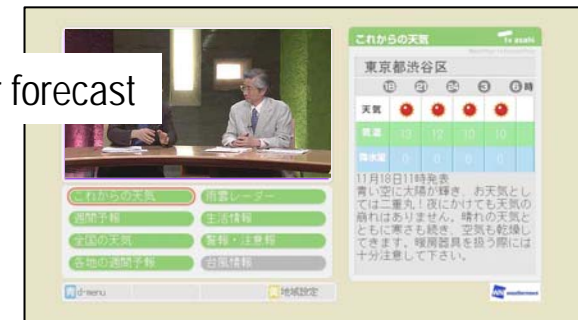 r forecast
これからの天気
tv asahi
東京都渋谷区
18 21 24 3 6 時
天気
気温 13 12 10 10
降水量 0 0 0 0
11月18日11時発表
青い空に太陽が輝き、お天気とし
ては二重丸!夜にかけても天気の
崩れはありません。晴れの天気と
ともに寒さも続き、空気も乾燥し
てきます。暖房器具を扱う際には
十分注意して下さい。
これからの天気 雨雲レーダー
週間予報 生活情報
全国の天気 警報・注意報
各地の週間予報 台風情報
青 d-menu 黄 地域設定
weathernews